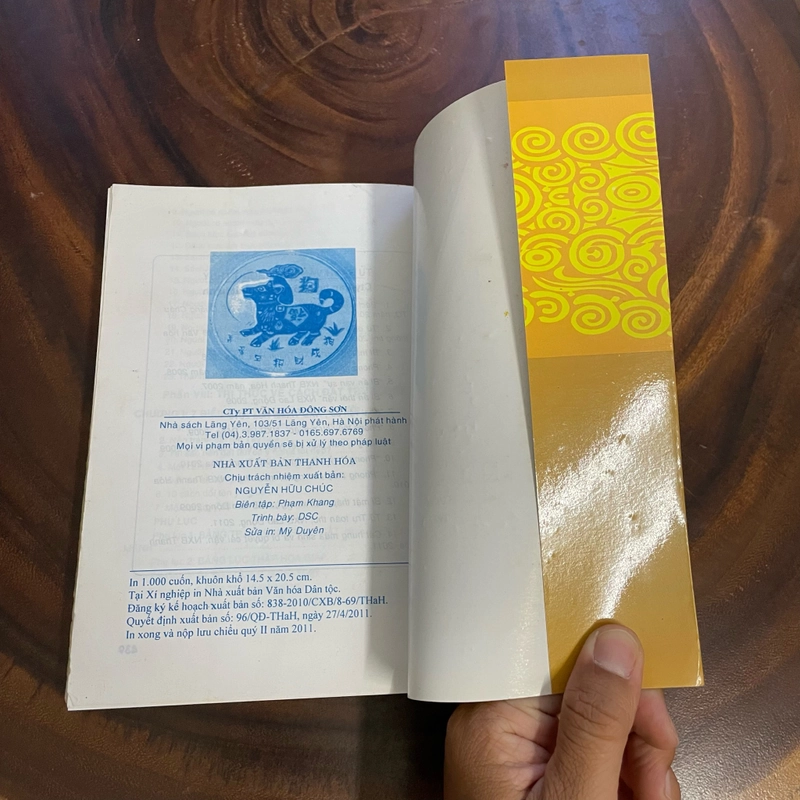 CTy PT VĂN HÓA ĐÔNG SƠN
Nhà sách Lãng Yên, 103/51 Lãng Yên, Hà Nội phát hành
Tel (04).3.987.1837 - 0165.697.6769
Mọi vi phạm bản quyền sẽ bị xử lý theo pháp luật
NHÀ XUẤT BẢN THANH HÓA
Chịu trách nhiệm xuất bản:
NGUYỄN HỮU CHÚC
Biên tập: Phạm Khang
Trình bày: DSC
Sửa in: Mỹ Duyên
In 1.000 cuốn, khuôn khổ 14.5 x 20.5 cm.
Tại Xí nghiệp in Nhà xuất bản Văn hóa Dân tộc.
Đăng ký kế hoạch xuất bản số: 838-2010/CXB/8-69/THaH.
Quyết định xuất bản số: 96/QĐ-THaH, ngày 27/4/2011.
In xong và nộp lưu chiểu quý II năm 2011.